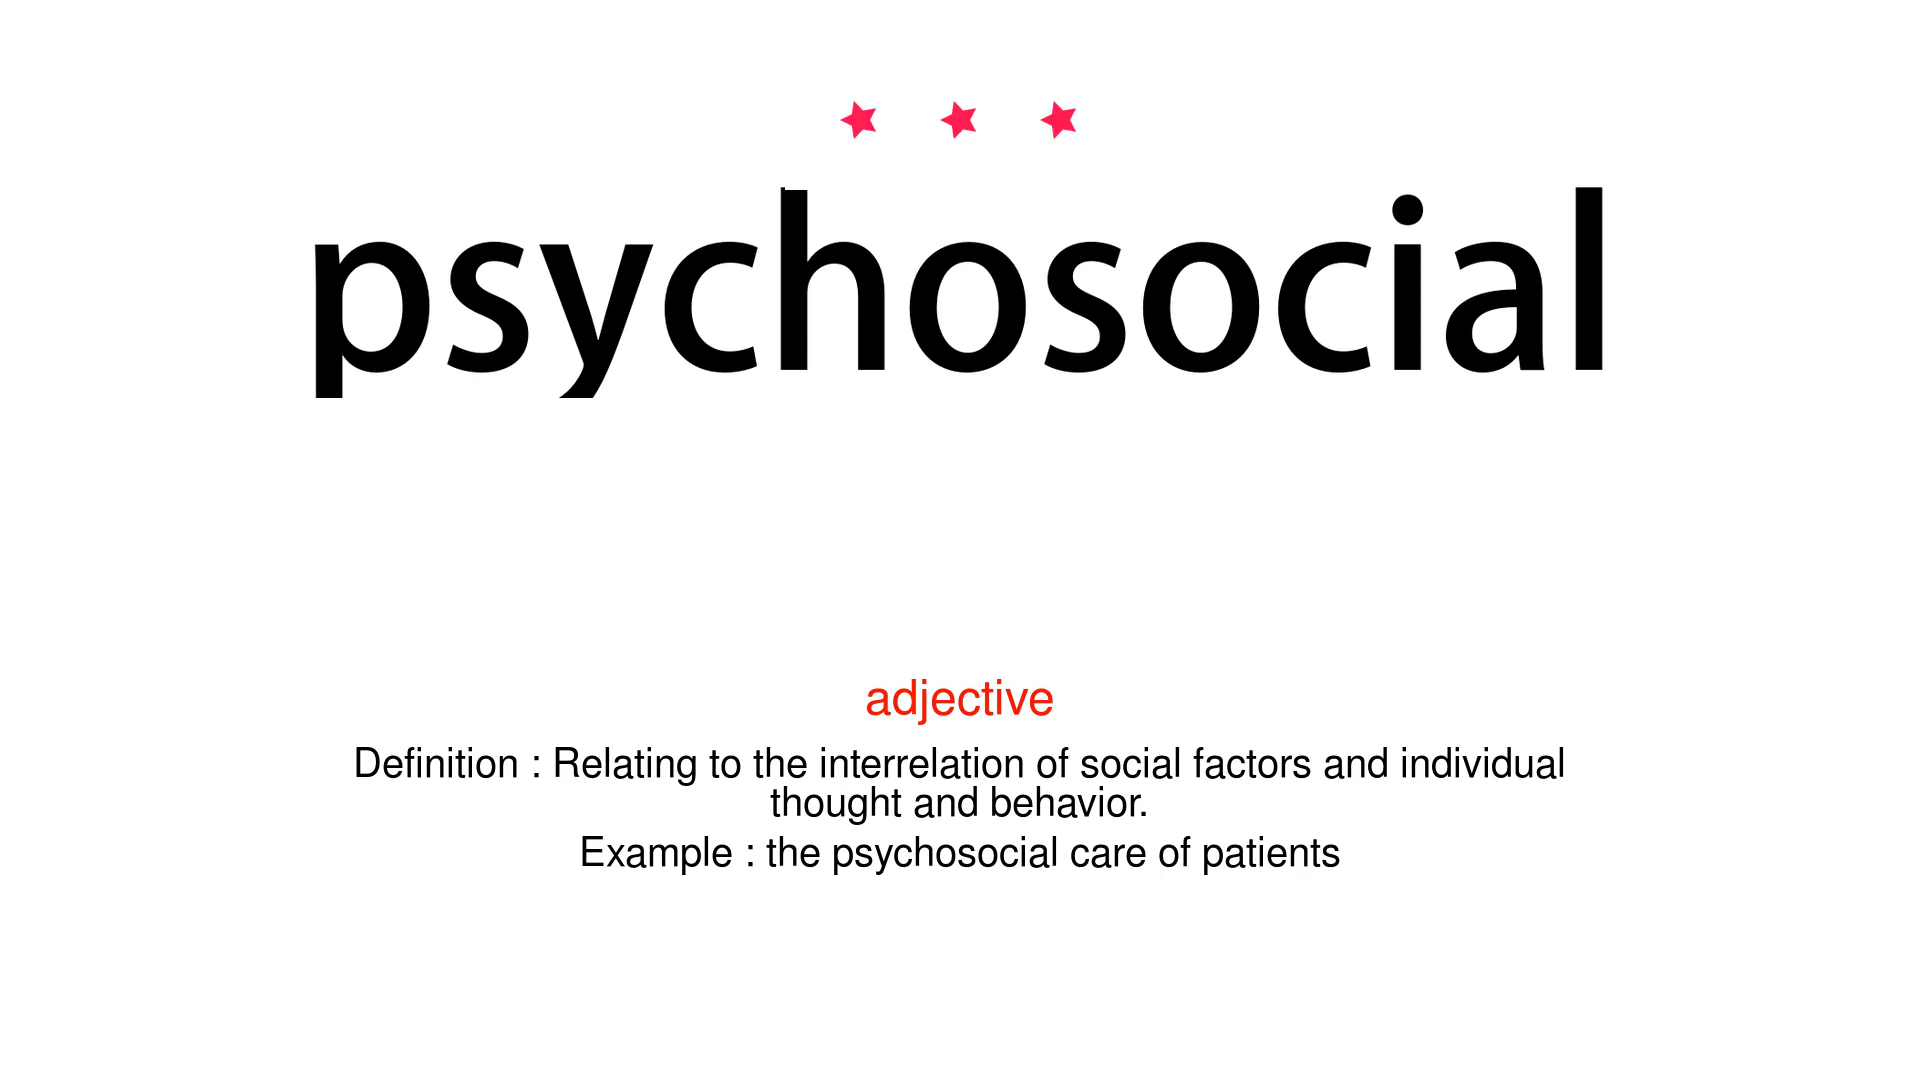 psychosocial
adjective
Definition : Relating to the interrelation of social factors and individual
thought and behavior.
Example : the psychosocial care of patients